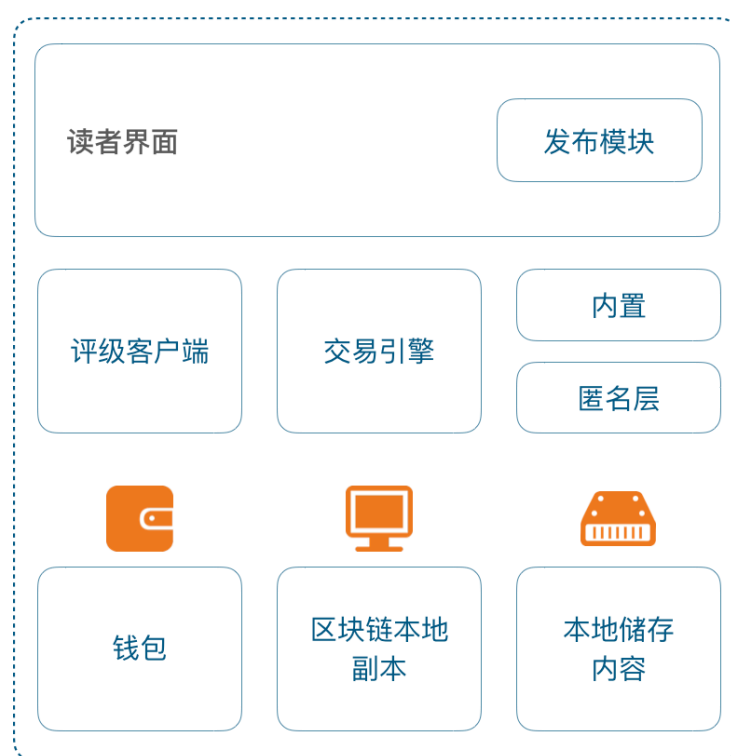 读者界面
发布模块
评级客户端
交易引擎
内置
匿名层
钱包
区块链本地
副本
本地储存
内容